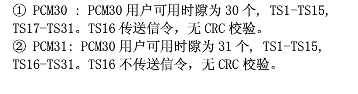 ① PCM30 : PCM30 用户可用时隙为 30 个, TS1-TS15,
TS17-TS31。TS16 传送信令，无 CRC 校验。
② PCM31: PCM30 用户可用时隙为 31 个, TS1-TS15,
TS16-TS31。TS16 不传送信令，无 CRC 校验。